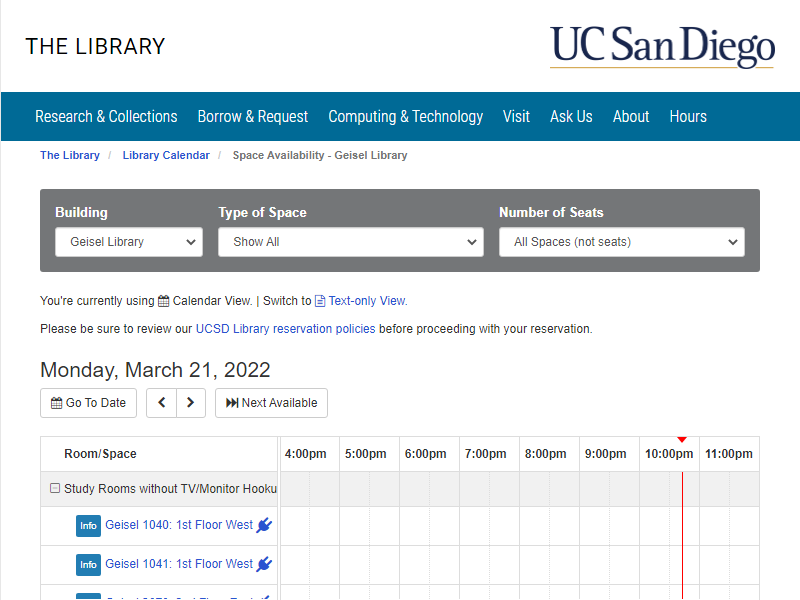 THE LIBRARY
UC San Diego
Research & Collections Borrow & Request Computing & Technology Visit Ask Us About Hours
The Library / Library Calendar / Space Availability - Geisel Library
Building Type of Space Number of Seats
Geisel Library Show All All Spaces (not seats)
You're currently using Calendar View. | Switch to Text-only View.
Please be sure to review our UCSD Library reservation policies before proceeding with your reservation.
Monday, March 21, 2022
Go To Date Next Available
Room/Space 4:00pm 5:00pm 6:00pm 7:00pm 8:00pm 9:00pm 10:00pm 11:00pm
Study Rooms without TV/Monitor Hooku
Info Geisel 1040: 1st Floor West
Info Geisel 1041: 1st Floor West